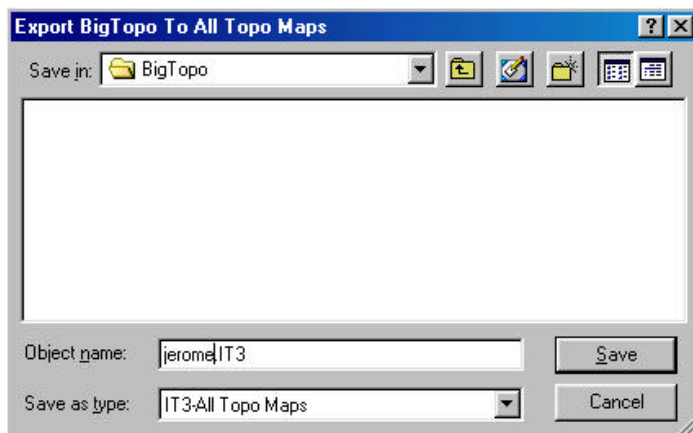 Export BigTopo To All Topo Maps
Save in: BigTopo
Object name: jerome.IT3 Save
Save as type: IT3-All Topo Maps Cancel